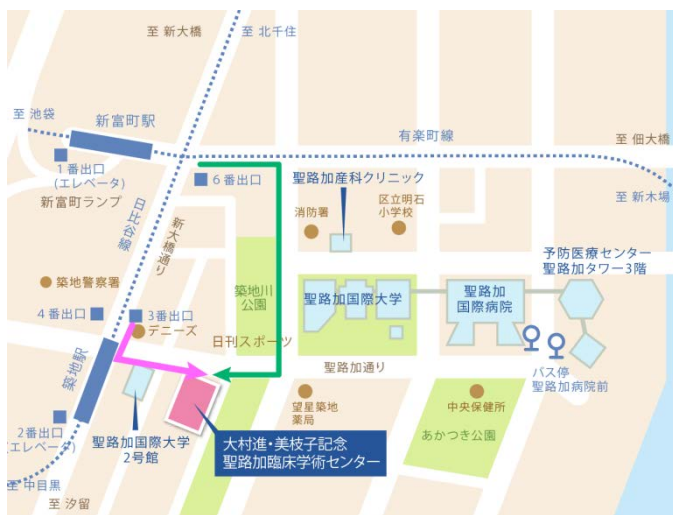 至 新大橋
至 北千住
至 池袋
新富町駅
有楽町線
至 佃大橋
1番出口
(エレベータ)
6番出口
聖路加産科クリニック
新富町ランプ
日比谷線
新大橋通り
消防署
区立明石
小学校
至 新木場
予防医療センター
聖路加タワー3階
築地警察署
築地川
公園
聖路加国際大学
聖路加
国際病院
4番出口
3番出口
デニーズ
日刊スポーツ
築地駅
聖路加通り
バス停
聖路加病院前
2番出口
(エレベータ)
聖路加国際大学
2号館
望星築地
薬局
中央保健所
大村進・美枝子記念
聖路加臨床学術センター
あかつき公園
至 中目黒
至 汐留